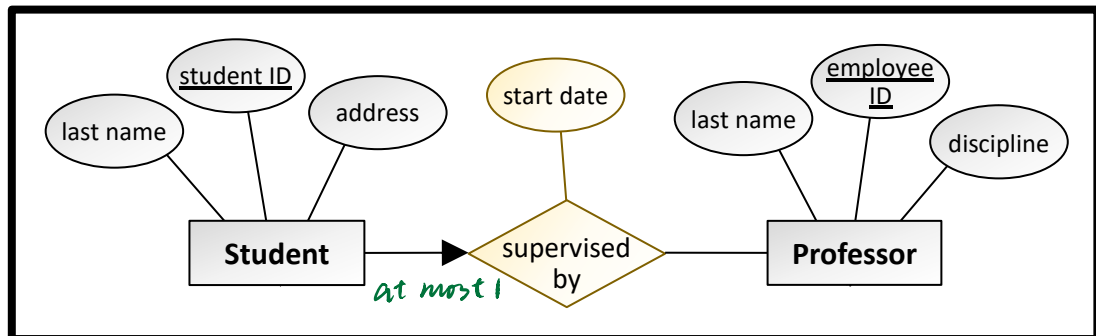 student ID
last name
address
start date
employee
ID
last name
discipline
Student
supervised
by
Professor
at most 1